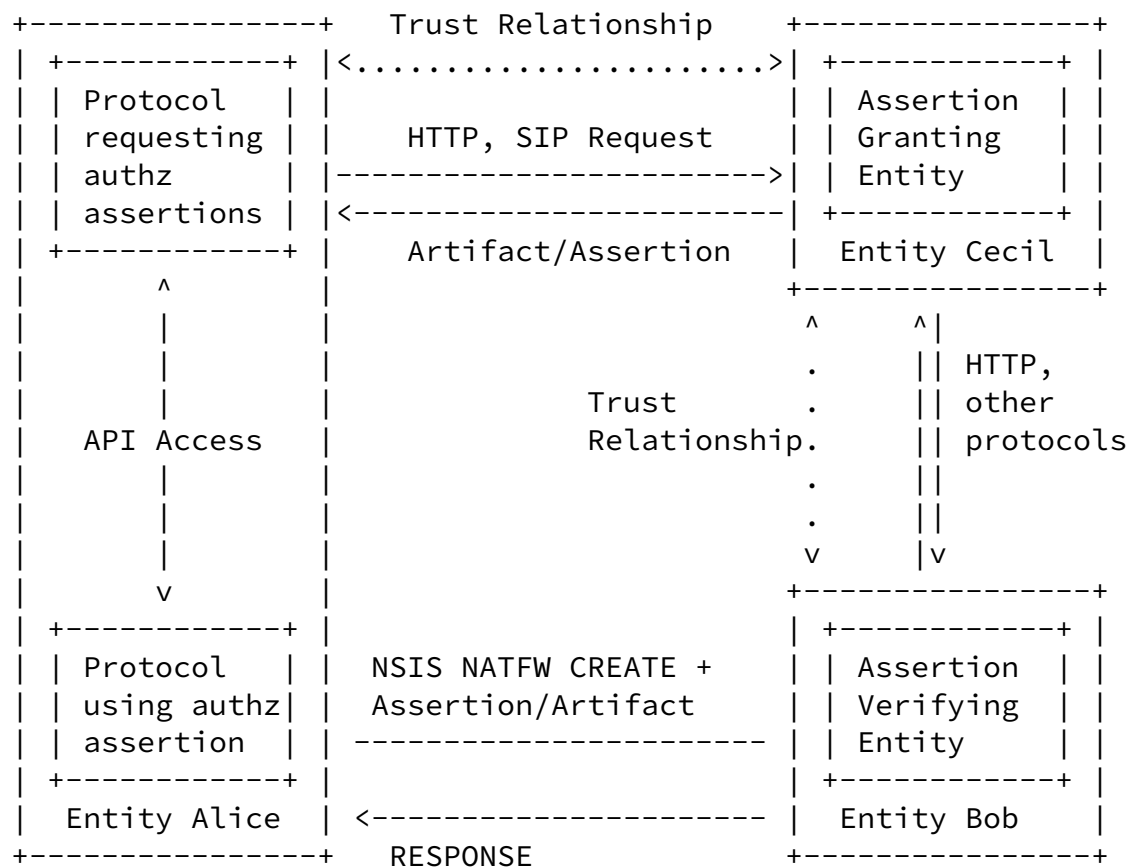 Trust Relationship
Protocol Assertion
requesting HTTP, SIP Request Granting
authz Entity
assertions
Artifact/Assertion Entity Cecil
HTTP,
Trust other
API Access Relationship protocols
Protocol NSIS NATFW CREATE + Assertion
using authz Assertion/Artifact Verifying
assertion Entity
Entity Alice Entity Bob
RESPONSE